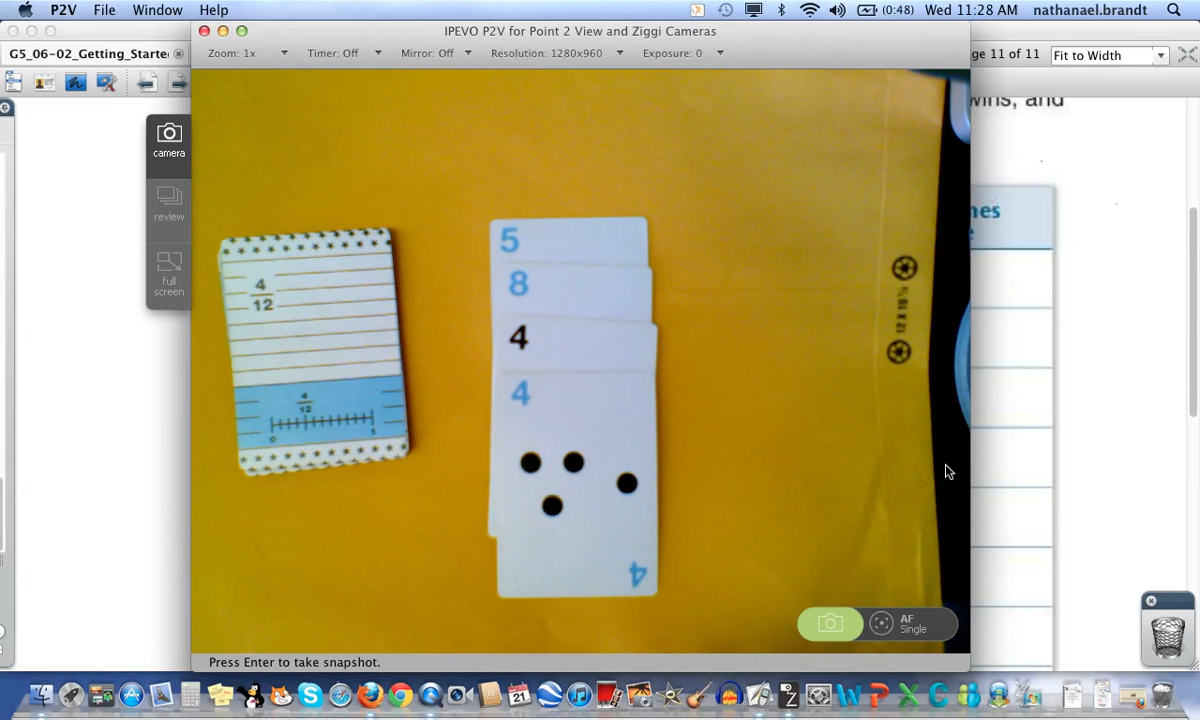 P2V File Window Help (0:48) Wed 11:28 AM nathanael.brandt
IPEVO P2V for Point 2 View and Ziggi Cameras
G5_06-02_Getting_Starte
Zoom: 1x Timer: Off Mirror: Off Resolution: 1280x960 Exposure: 0
ge 11 of 11 Fit to Width
wins, and
camera
review
full
screen
nes
e
4
12
4
12
0 1
5
8
4
4
4
12 X 15 ½
AF
Single
Press Enter to take snapshot.
21